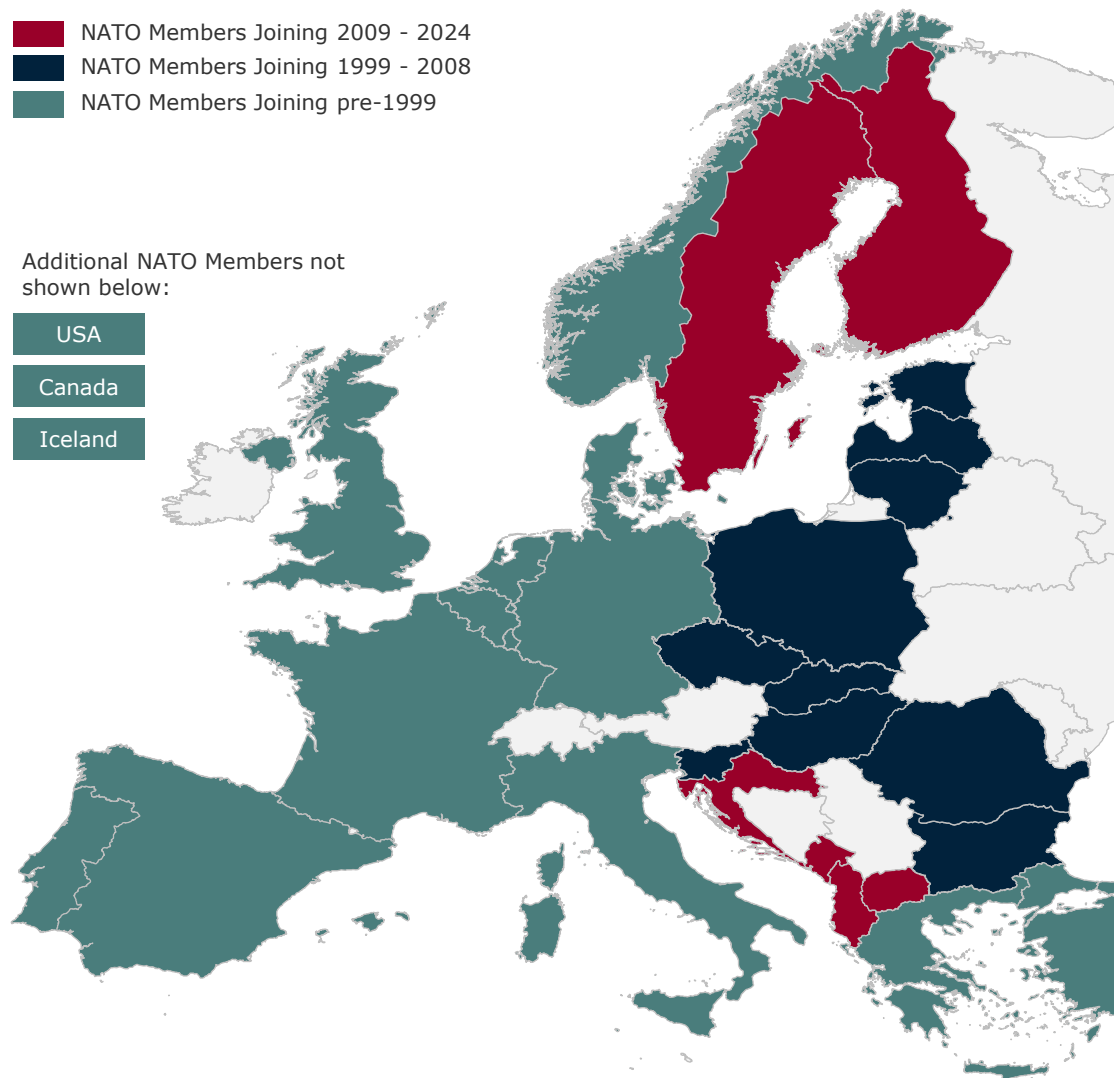 NATO Members Joining 2009 - 2024
NATO Members Joining 1999 - 2008
NATO Members Joining pre-1999
Additional NATO Members not
shown below:
USA
Canada
Iceland